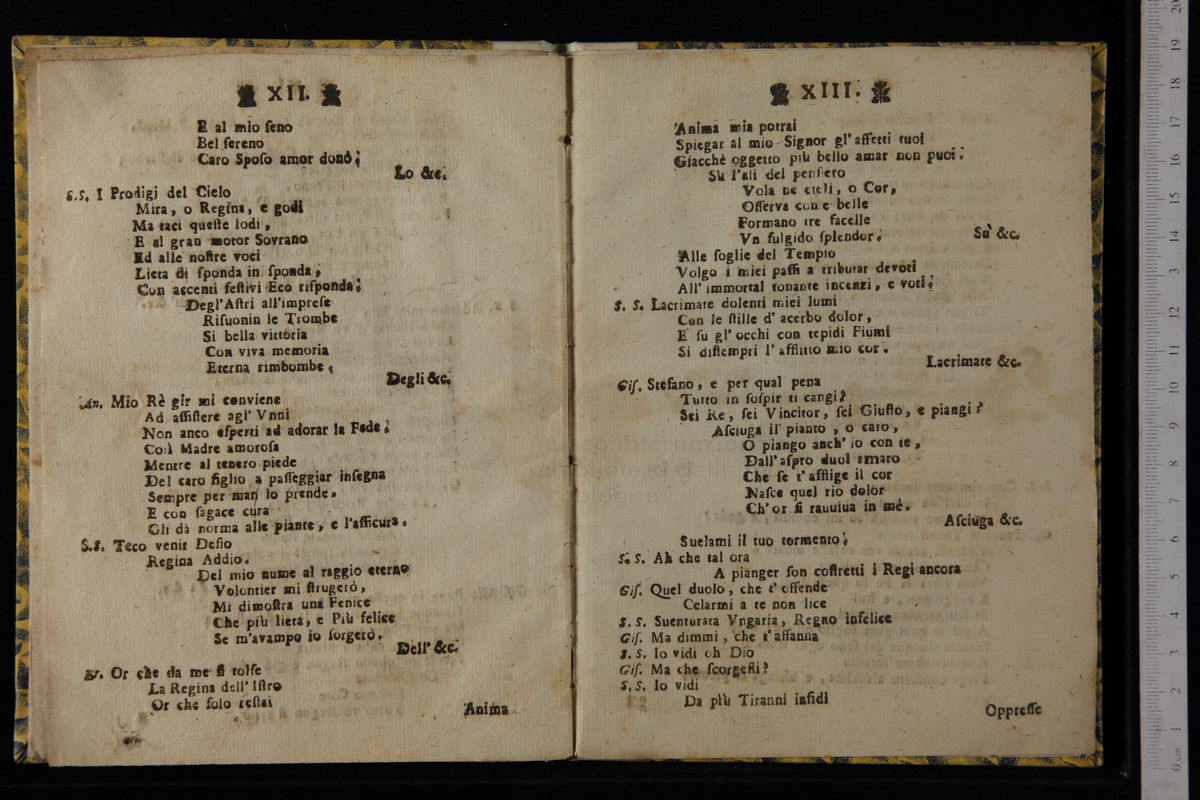 XII.
E al mio ſeno
Bel ſereno
Caro Spoſo amor donò;
Lo &c.
S.S. I Prodigj del Cielo
Mira, o Regina, e godi
Ma taci queſte lodi,
E al gran motor Sovrano
Ed alle noſtre voci
Lieta di ſponda in ſponda,
Con accenti feſtivi Eco riſponda;
Degl'Aſtri all'impreſe
Riſuonin le Trombe
Si bella vittoria
Con viva memoria
Eterna rimbombe,
Degli &c.
An. Mio Rè gir mi conviene
Ad aſſiſtere agl' Vnni
Non anco eſperti ad adorar la Fede;
Così Madre amoroſa
Mentre al tenero piede
Del caro figlio a paſſeggiar inſegna
Sempre per man lo prende.
E con ſagace cura
Gli dà norma alle piante, e l'aſſicura.
S.S. Teco venit Deſio
Regina Addio.
Del mio nume al raggio eterno
Volontier mi ſtrugerò,
Mi dimoſtra una Fenice
Che più lieta, e Più felice
Se m'avampo io ſorgerò.
Dell' &c.
Or che da me ſi tolſe
La Regina dell' Iſtro
Or che ſolo reſtai
Anima
XIII.
Anima mia potrai
Spiegar al mio Signor gl' affetti tuoi
Giacchè oggetto più bello amar non puoi.
Sù l'ali del penſiero
Vola ne cieli, o Cor,
Oſſerva come belle
Formano tre facelle
Vn fulgido ſplendor.
Sù &c.
Alle ſoglie del Tempio
Volgo i miei paſſi a tributar devoti
All' immortal tonante incenzi, e voti.
S. S. Lacrimate dolenti miei lumi
Con le ſtille d' acerbo dolor,
E ſu gl' occhi con tepidi Fiumi
Si diſtempri l' afflitto mio cor.
Lacrimate &c.
Giſ. Stefano, e per qual pena
Tutto in ſoſpir ti cangi?
Sei Re, ſei Vincitor, ſei Giuſto, e piangi?
Aſciuga il pianto, o caro,
O piango anch' io con te,
Dall' aſpro duol amaro
Che ſe t' afflige il cor
Naſce quel rio dolor
Ch' or ſi rauuiua in mè.
Aſciuga &c.
Suelami il tuo tormento;
S. S. Ah che tal ora
A pianger ſon coſtretti i Regi ancora
Giſ. Quel duolo, che t' offende
Celarmi a te non lice
S. S. Suenturata Vngaria, Regno infelice
Giſ. Ma dimmi, che t' affanna
S. S. Io vidi oh Dio
Giſ. Ma che ſcorgeſti?
S. S. Io vidi
Da più Tiranni infidi
Oppreſſe